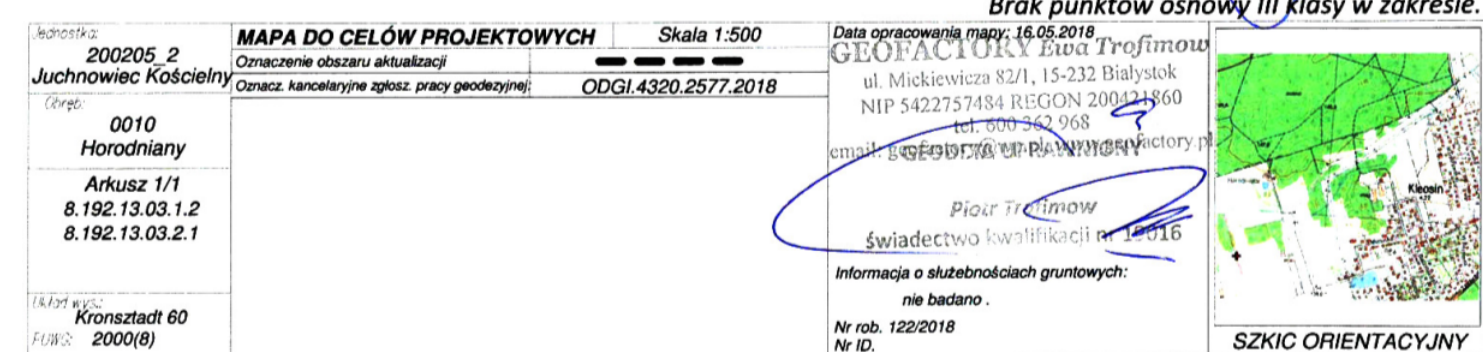 Brak punktów osnowy III klasy w zakresie.
Jednostka:
200205_2
Juchnowiec Kościelny
Obręb:
0010
Horodniany
Arkusz 1/1
8.192.13.03.1.2
8.192.13.03.2.1
Układ wys.:
Kronsztadt 60
PUWG: 2000(8)
MAPA DO CELÓW PROJEKTOWYCH Skala 1:500
Oznaczenie obszaru aktualizacji
Oznacz. kancelaryjne zgłosz. pracy geodezyjnej: ODGI.4320.2577.2018
Data opracowania mapy: 16.05.2018
GEOFACTORY Ewa Trofimow
ul. Mickiewicza 82/1, 15-232 Bialystok
NIP 5422757484 REGON 200421860
tel. 600 362 968
email:
GEODETA UPRAWNIONY
Piotr Trofimow
świadectwo kwalifikacji nr
Informacja o służebnościach gruntowych:
nie badano .
Nr rob. 122/2018
Nr ID.
Kleosin
SZKIC ORIENTACYJNY